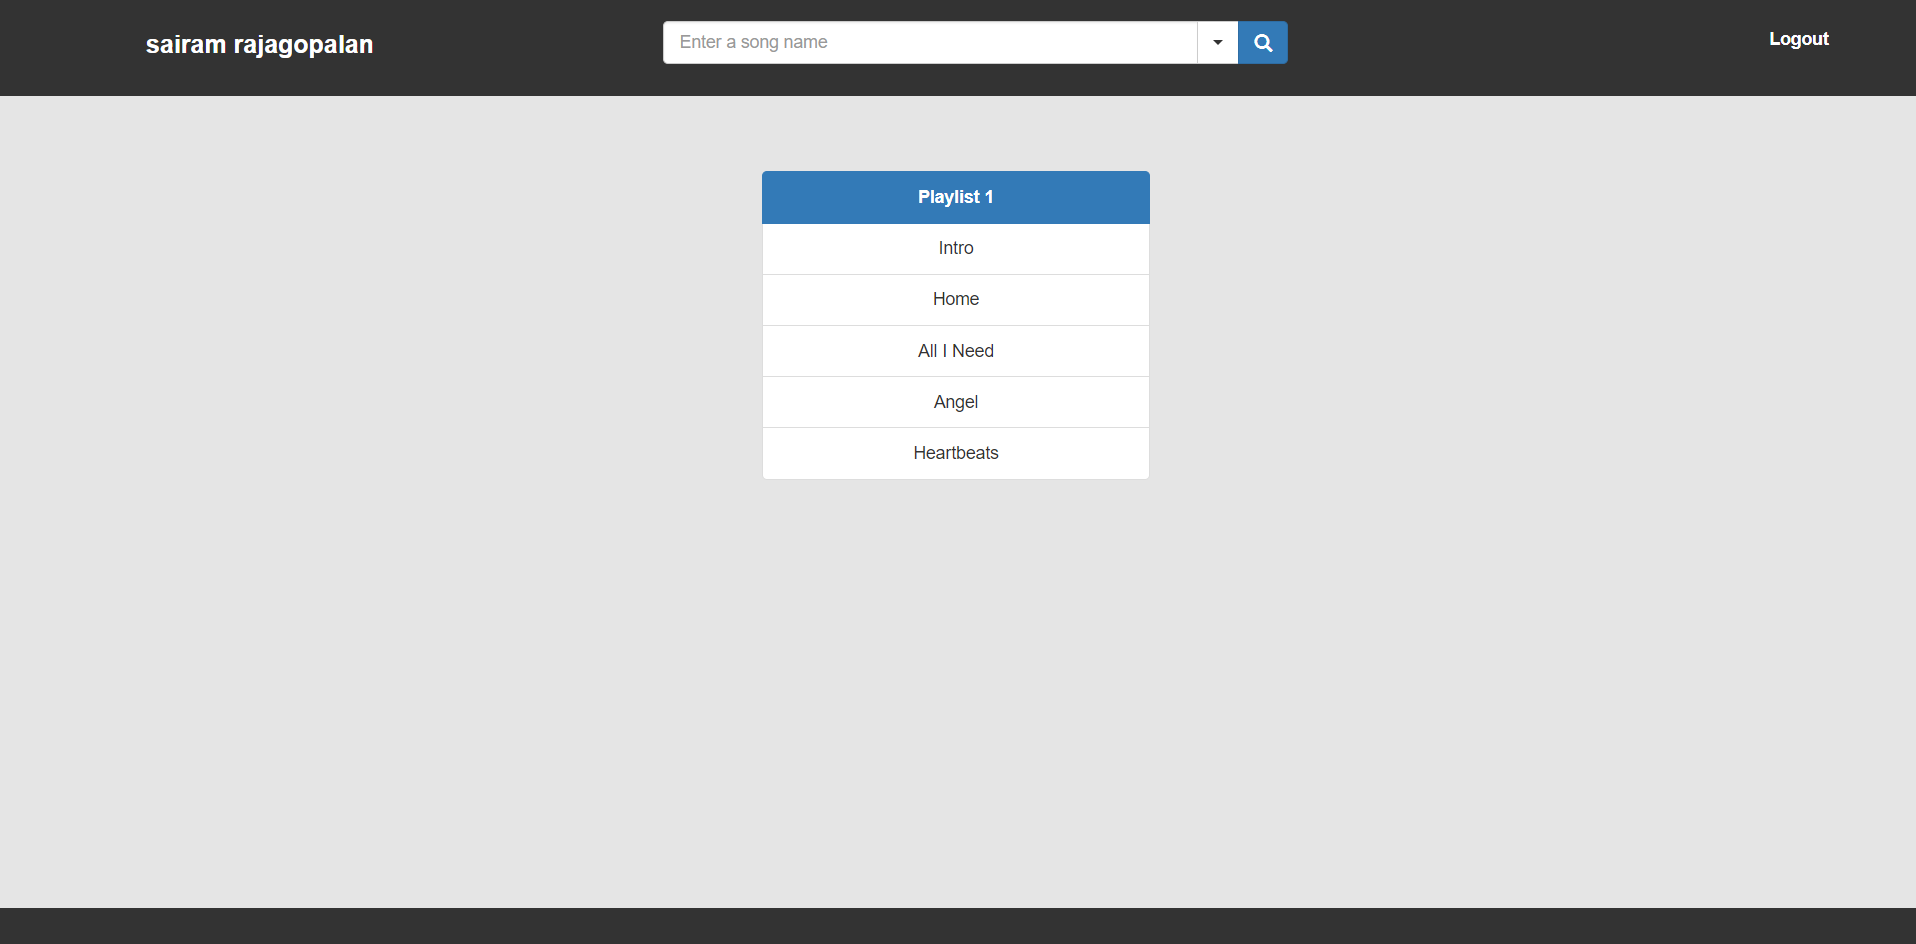 sairam rajagopalan
Enter a song name
Logout
Playlist 1
Intro
Home
All I Need
Angel
Heartbeats